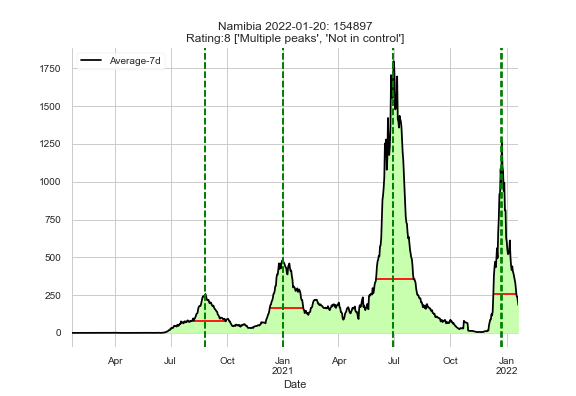 Namibia 2022-01-20: 154897
Rating:8 ['Multiple peaks', 'Not in control']
Average-7d
1750
1500
1250
1000
750
500
250
0
Apr Jul Oct Jan Apr Jul Oct Jan
2021 2022
Date